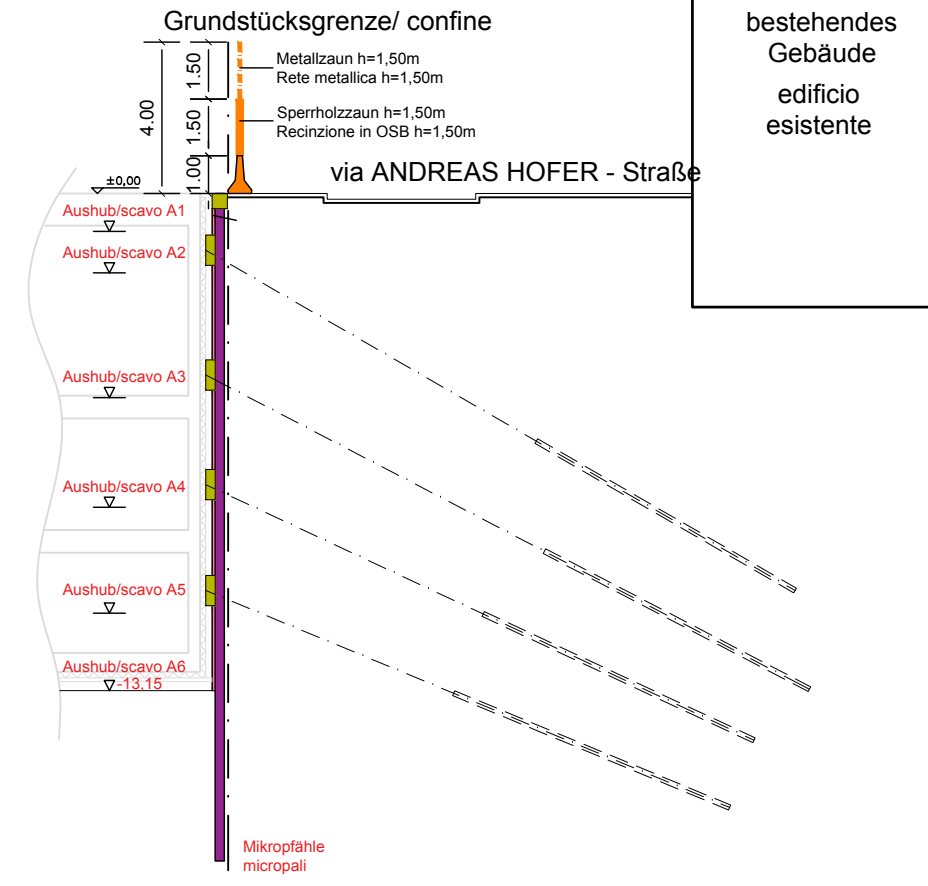 Grundstücksgrenze/ confine
bestehendes
Gebäude
edificio
esistente
Metallzaun h=1,50m
Rete metallica h=1,50m
Sperrholzzaun h=1,50m
Recinzione in OSB h=1,50m
4.00
1.50
1.50
1.00
via ANDREAS HOFER - Straße
±0,00
Aushub/scavo A1
Aushub/scavo A2
Aushub/scavo A3
Aushub/scavo A4
Aushub/scavo A5
Aushub/scavo A6
-13,15
Mikropfähle
micropali